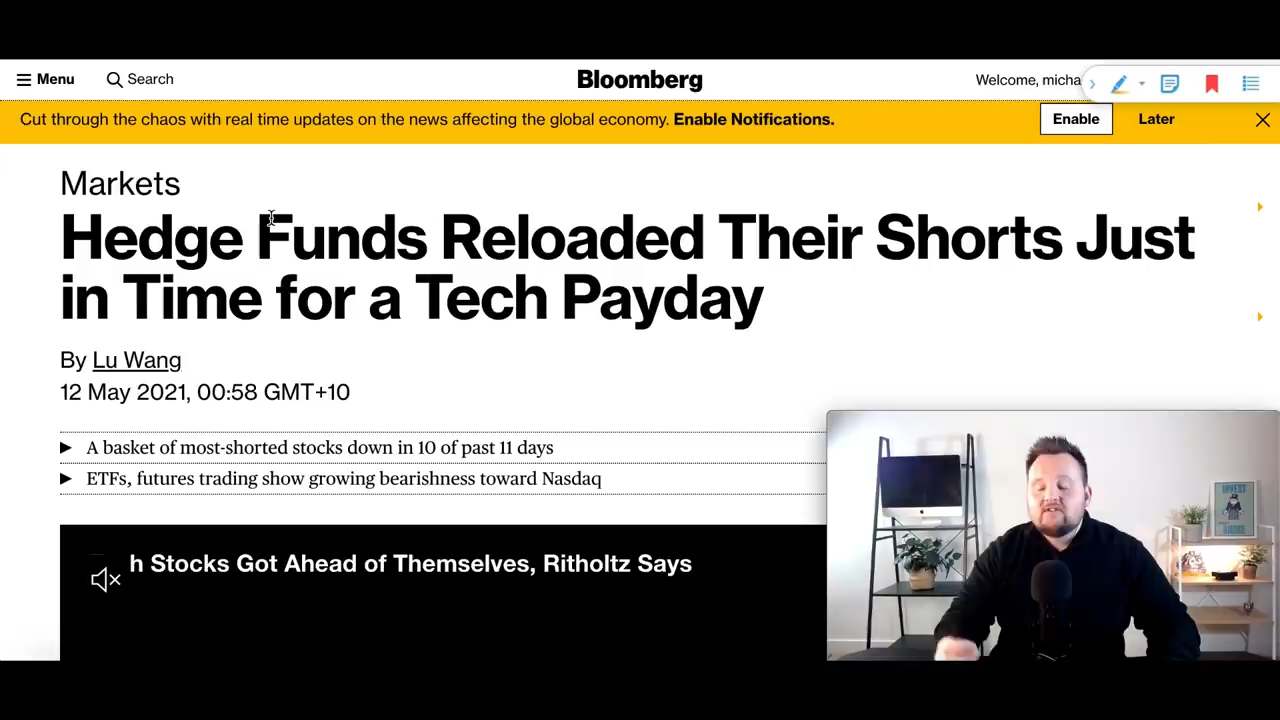 Menu
Search
Bloomberg
Welcome, micha
Cut through the chaos with real time updates on the news affecting the global economy. Enable Notifications.
Enable
Later
Markets
Hedge Funds Reloaded Their Shorts Just
in Time for a Tech Payday
By Lu Wang
12 May 2021, 00:58 GMT+10
A basket of most-shorted stocks down in 10 of past 11 days
ETFs, futures trading show growing bearishness toward Nasdaq
h Stocks Got Ahead of Themselves, Ritholtz Says
INVEST